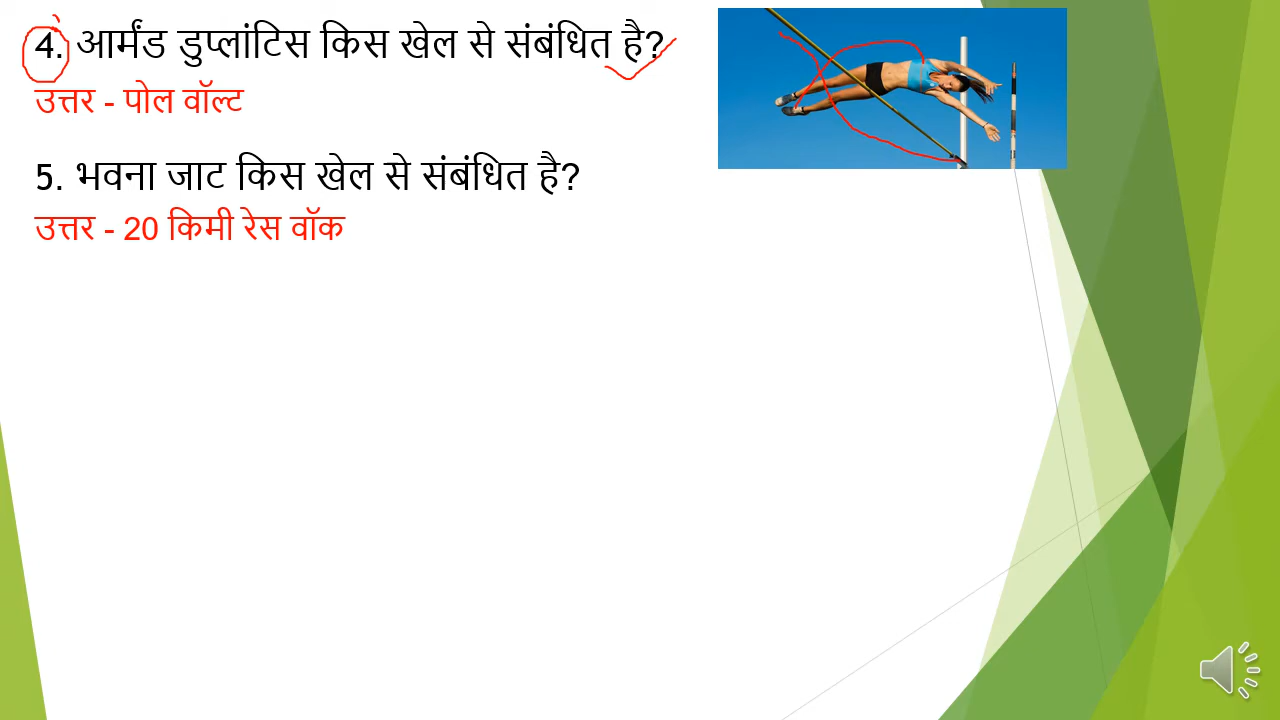 4. आर्मंड डुप्लांटिस किस खेल से संबंधित है?
उत्तर - पोल वॉल्ट
5. भवना जाट किस खेल से संबंधित है?
उत्तर - 20 किमी रेस वॉक